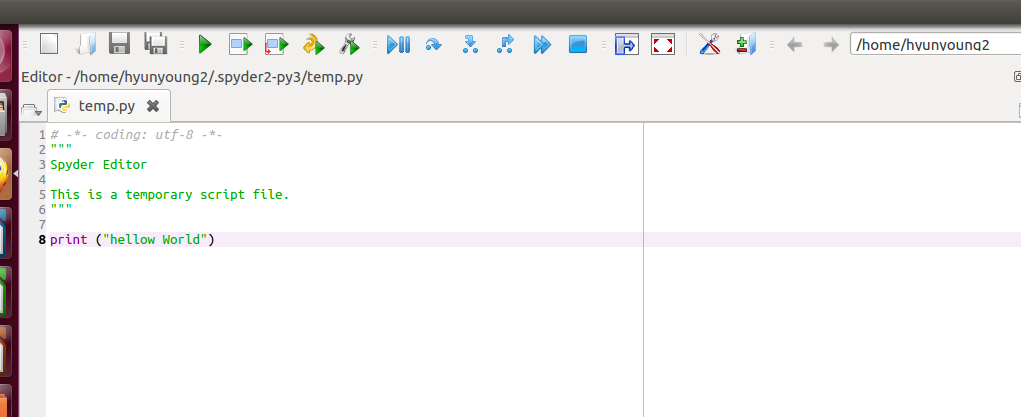 /home/hyunyoung2
Editor - /home/hyunyoung2/.spyder2-py3/temp.py
temp.py
1 # -*- coding: utf-8 -*-
2 """
3 Spyder Editor
4
5 This is a temporary script file.
6 """
7
8 print ("hellow World")